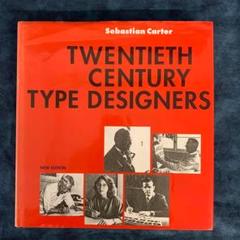 Sebastian Carter
TWENTIETH
CENTURY
TYPE DESIGNERS
NEW EDITION